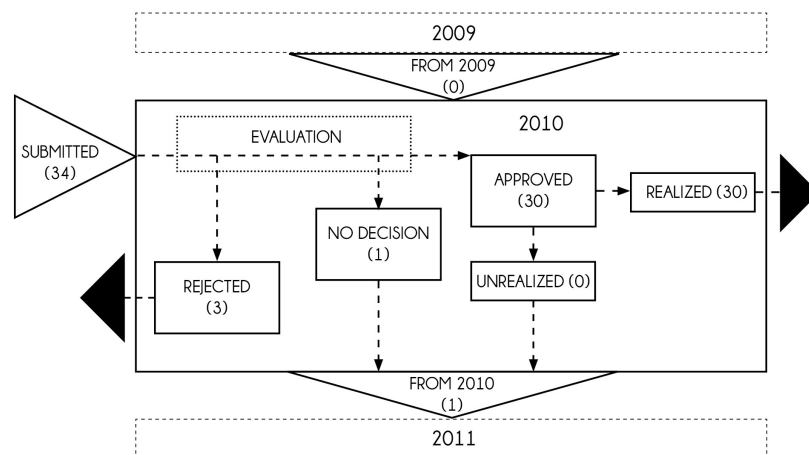 2009
FROM 2009
(0)
2010
EVALUATION
SUBMITTED
(34)
APPROVED
(30)
REALIZED (30)
NO DECISION
(1)
REJECTED
(3)
UNREALIZED (0)
FROM 2010
(1)
2011